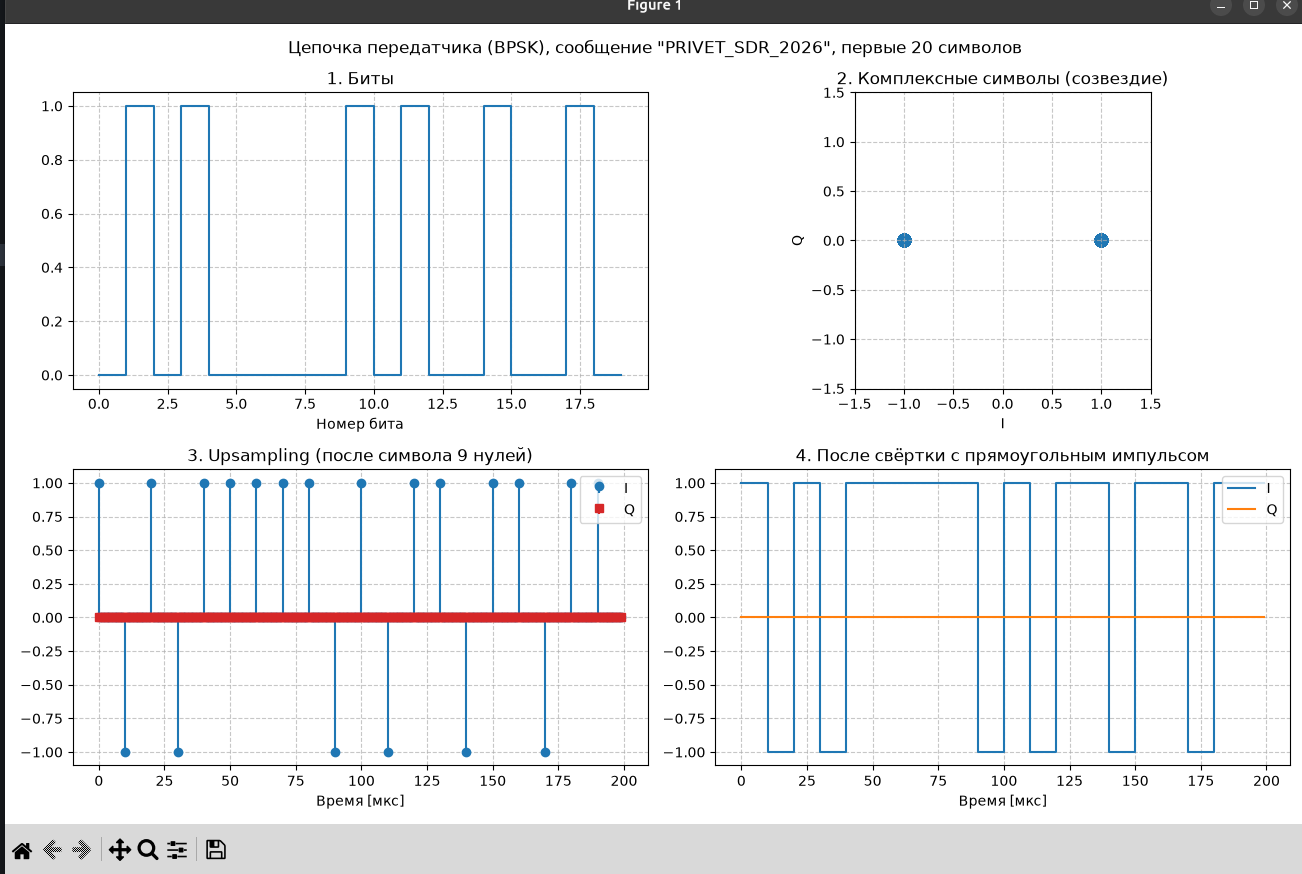 Figure 1
Цепочка передатчика (BPSK), сообщение "PRIVET_SDR_2026", первые 20 символов
1. Биты
1.0
0.8
0.6
0.4
0.2
0.0
0.0 2.5 5.0 7.5 10.0 12.5 15.0 17.5
Номер бита
2. Комплексные символы (созвездие)
Q
1.5
1.0
0.5
0.0
−0.5
−1.0
−1.5
−1.5 −1.0 −0.5 0.0 0.5 1.0 1.5
I
3. Upsampling (после символа 9 нулей)
1.00
0.75
0.50
0.25
0.00
−0.25
−0.50
−0.75
−1.00
I
Q
0 25 50 75 100 125 150 175 200
Время [мкс]
4. После свёртки с прямоугольным импульсом
1.00
0.75
0.50
0.25
0.00
−0.25
−0.50
−0.75
−1.00
I
Q
0 25 50 75 100 125 150 175 200
Время [мкс]